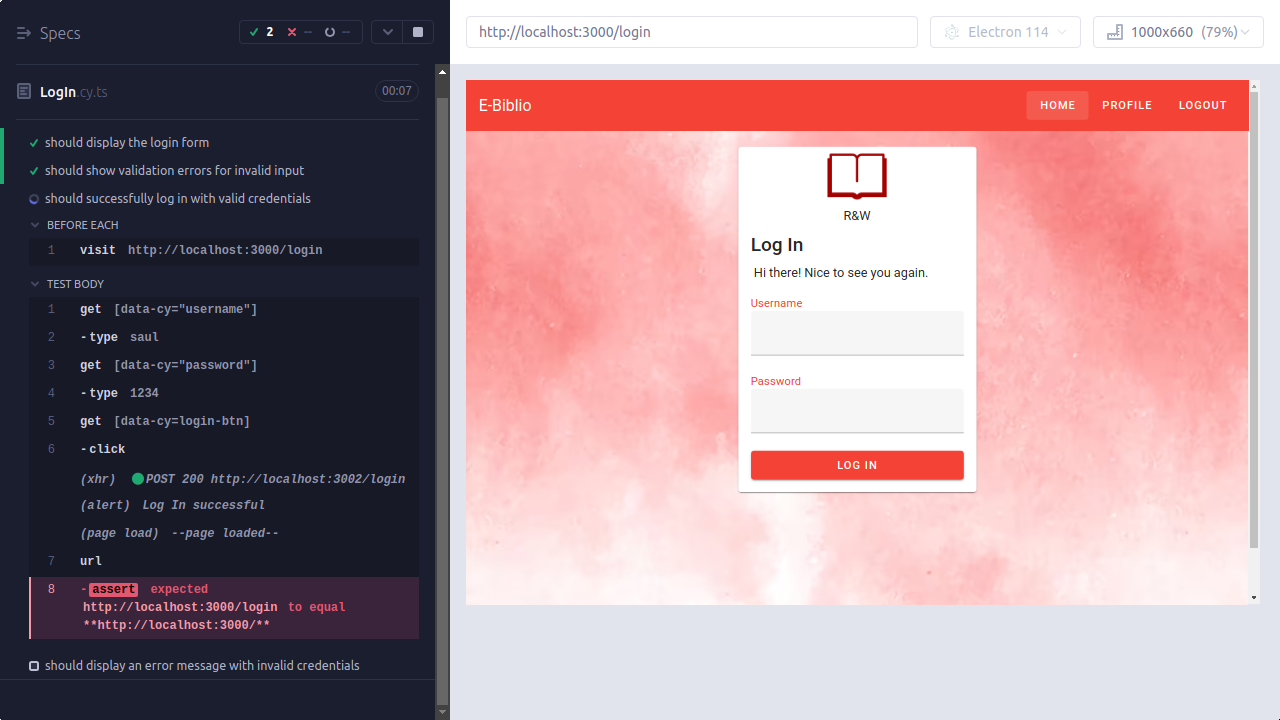 Specs
2
--
--
LogIn.cy.ts
00:07
should display the login form
should show validation errors for invalid input
should successfully log in with valid credentials
BEFORE EACH
1 visit http://localhost:3000/login
TEST BODY
1 get [data-cy="username"]
2 -type saul
3 get [data-cy="password"]
4 -type 1234
5 get [data-cy=login-btn]
6 -click
(xhr) POST 200 http://localhost:3002/login
(alert) Log In successful
(page load) --page loaded--
7 url
8 -assert expected
http://localhost:3000/login to equal
**http://localhost:3000/**
should display an error message with invalid credentials
http://localhost:3000/login
Electron 114
1000x660 (79%)
E-Biblio
HOME
PROFILE
LOGOUT
R&W
Log In
Hi there! Nice to see you again.
Username
Password
LOG IN